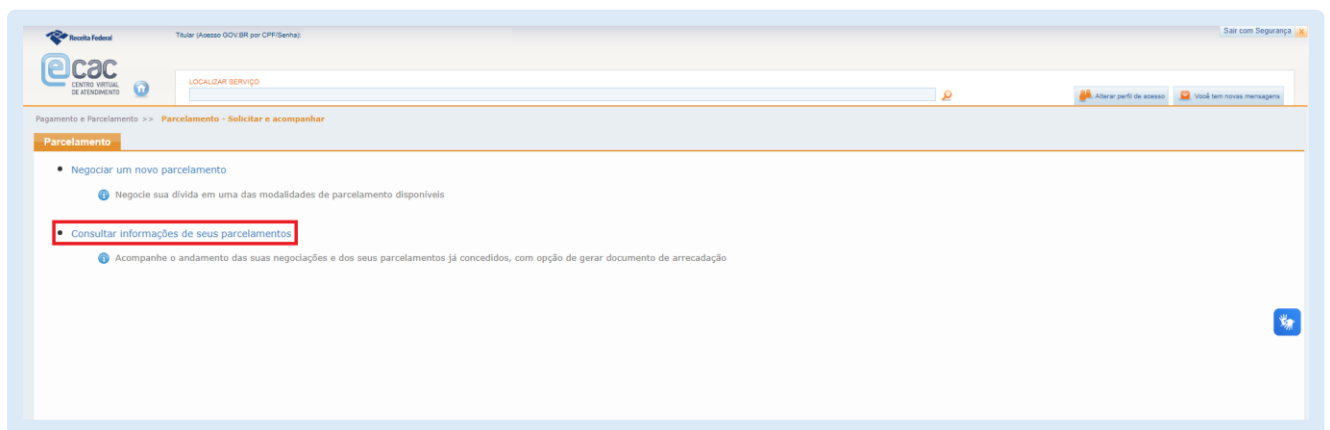 Receita Federal
Titular (Acesso GOV.BR por CPF/Senha):
Sair com Segurança
ecac
CENTRO VIRTUAL
DE ATENDIMENTO
LOCALIZAR SERVIÇO
Alterar perfil de acesso
Você tem novas mensagens
Pagamento e Parcelamento >> Parcelamento - Solicitar e acompanhar
Parcelamento
Negociar um novo parcelamento
Negocie sua dívida em uma das modalidades de parcelamento disponíveis
Consultar informações de seus parcelamentos
Acompanhe o andamento das suas negociações e dos seus parcelamentos já concedidos, com opção de gerar documento de arrecadação